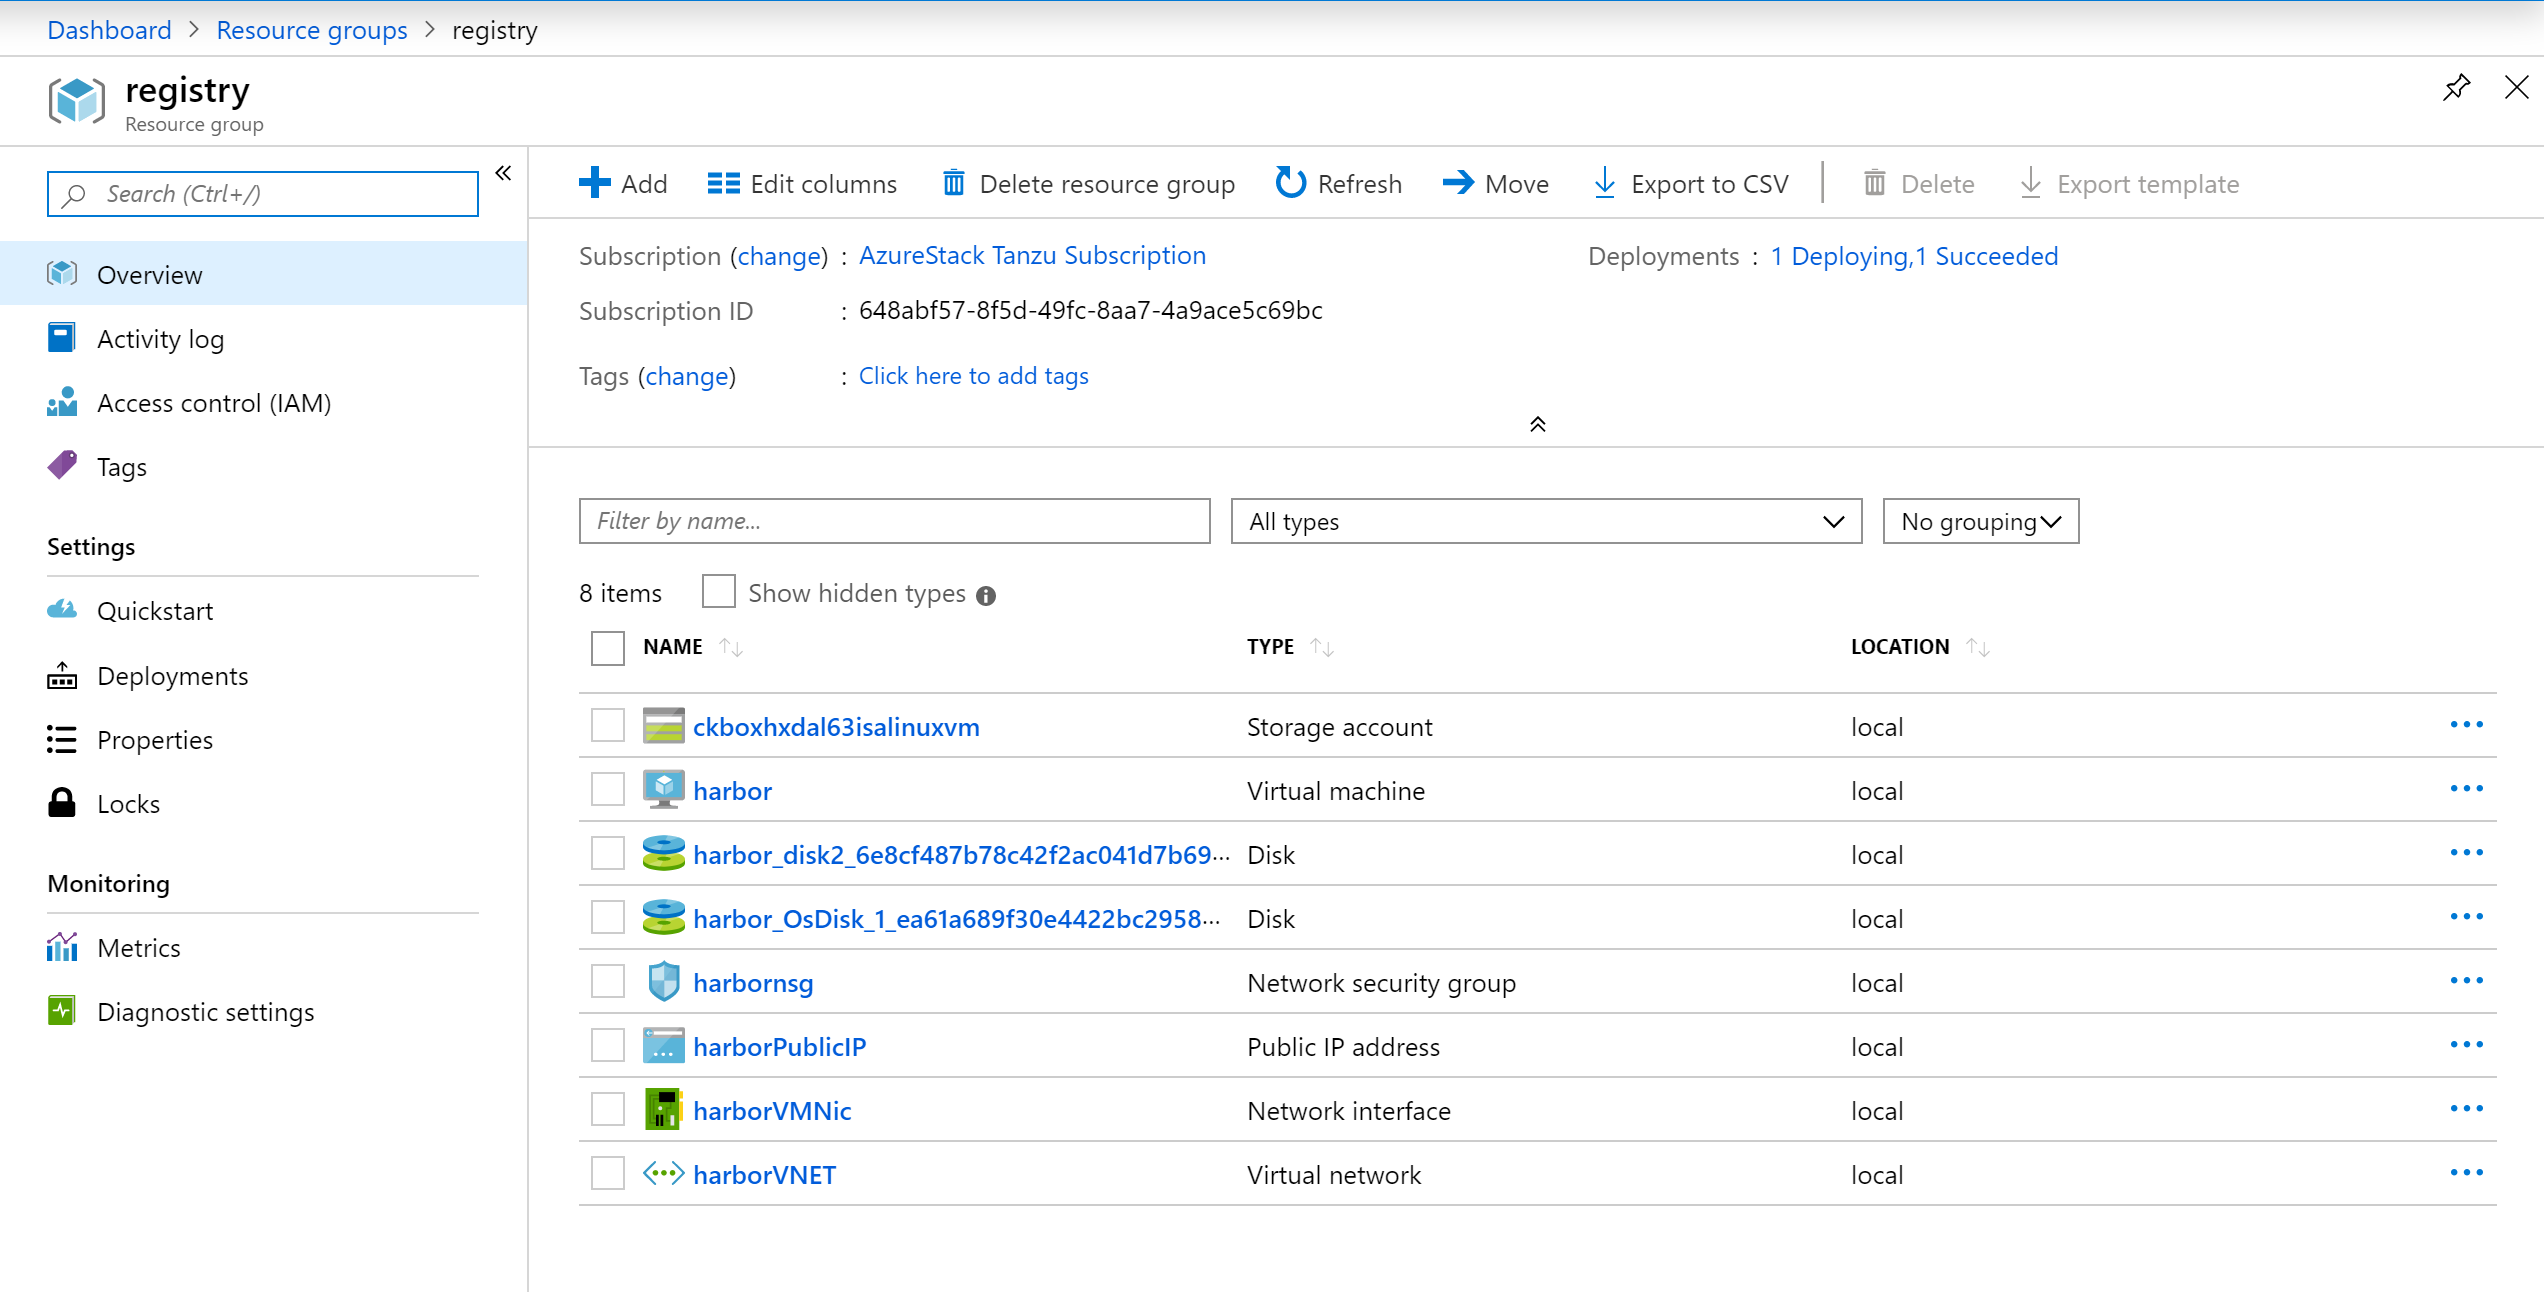 Dashboard > Resource groups > registry
registry
Resource group
Search (Ctrl+/)
Overview
Activity log
Access control (IAM)
Tags
Settings
Quickstart
Deployments
Properties
Locks
Monitoring
Metrics
Diagnostic settings
Add Edit columns Delete resource group Refresh Move Export to CSV Delete Export template
Subscription (change) : AzureStack Tanzu Subscription Deployments : 1 Deploying,1 Succeeded
Subscription ID : 648abf57-8f5d-49fc-8aa7-4a9ace5c69bc
Tags (change) : Click here to add tags
Filter by name... All types No grouping
8 items Show hidden types
NAME TYPE LOCATION
ckboxhxdal63isalinuxvm Storage account local
harbor Virtual machine local
harbor_disk2_6e8cf487b78c42f2ac041d7b69... Disk local
harbor_OsDisk_1_ea61a689f30e4422bc2958... Disk local
harbornsg Network security group local
harborPublicIP Public IP address local
harborVMNic Network interface local
harborVNET Virtual network local